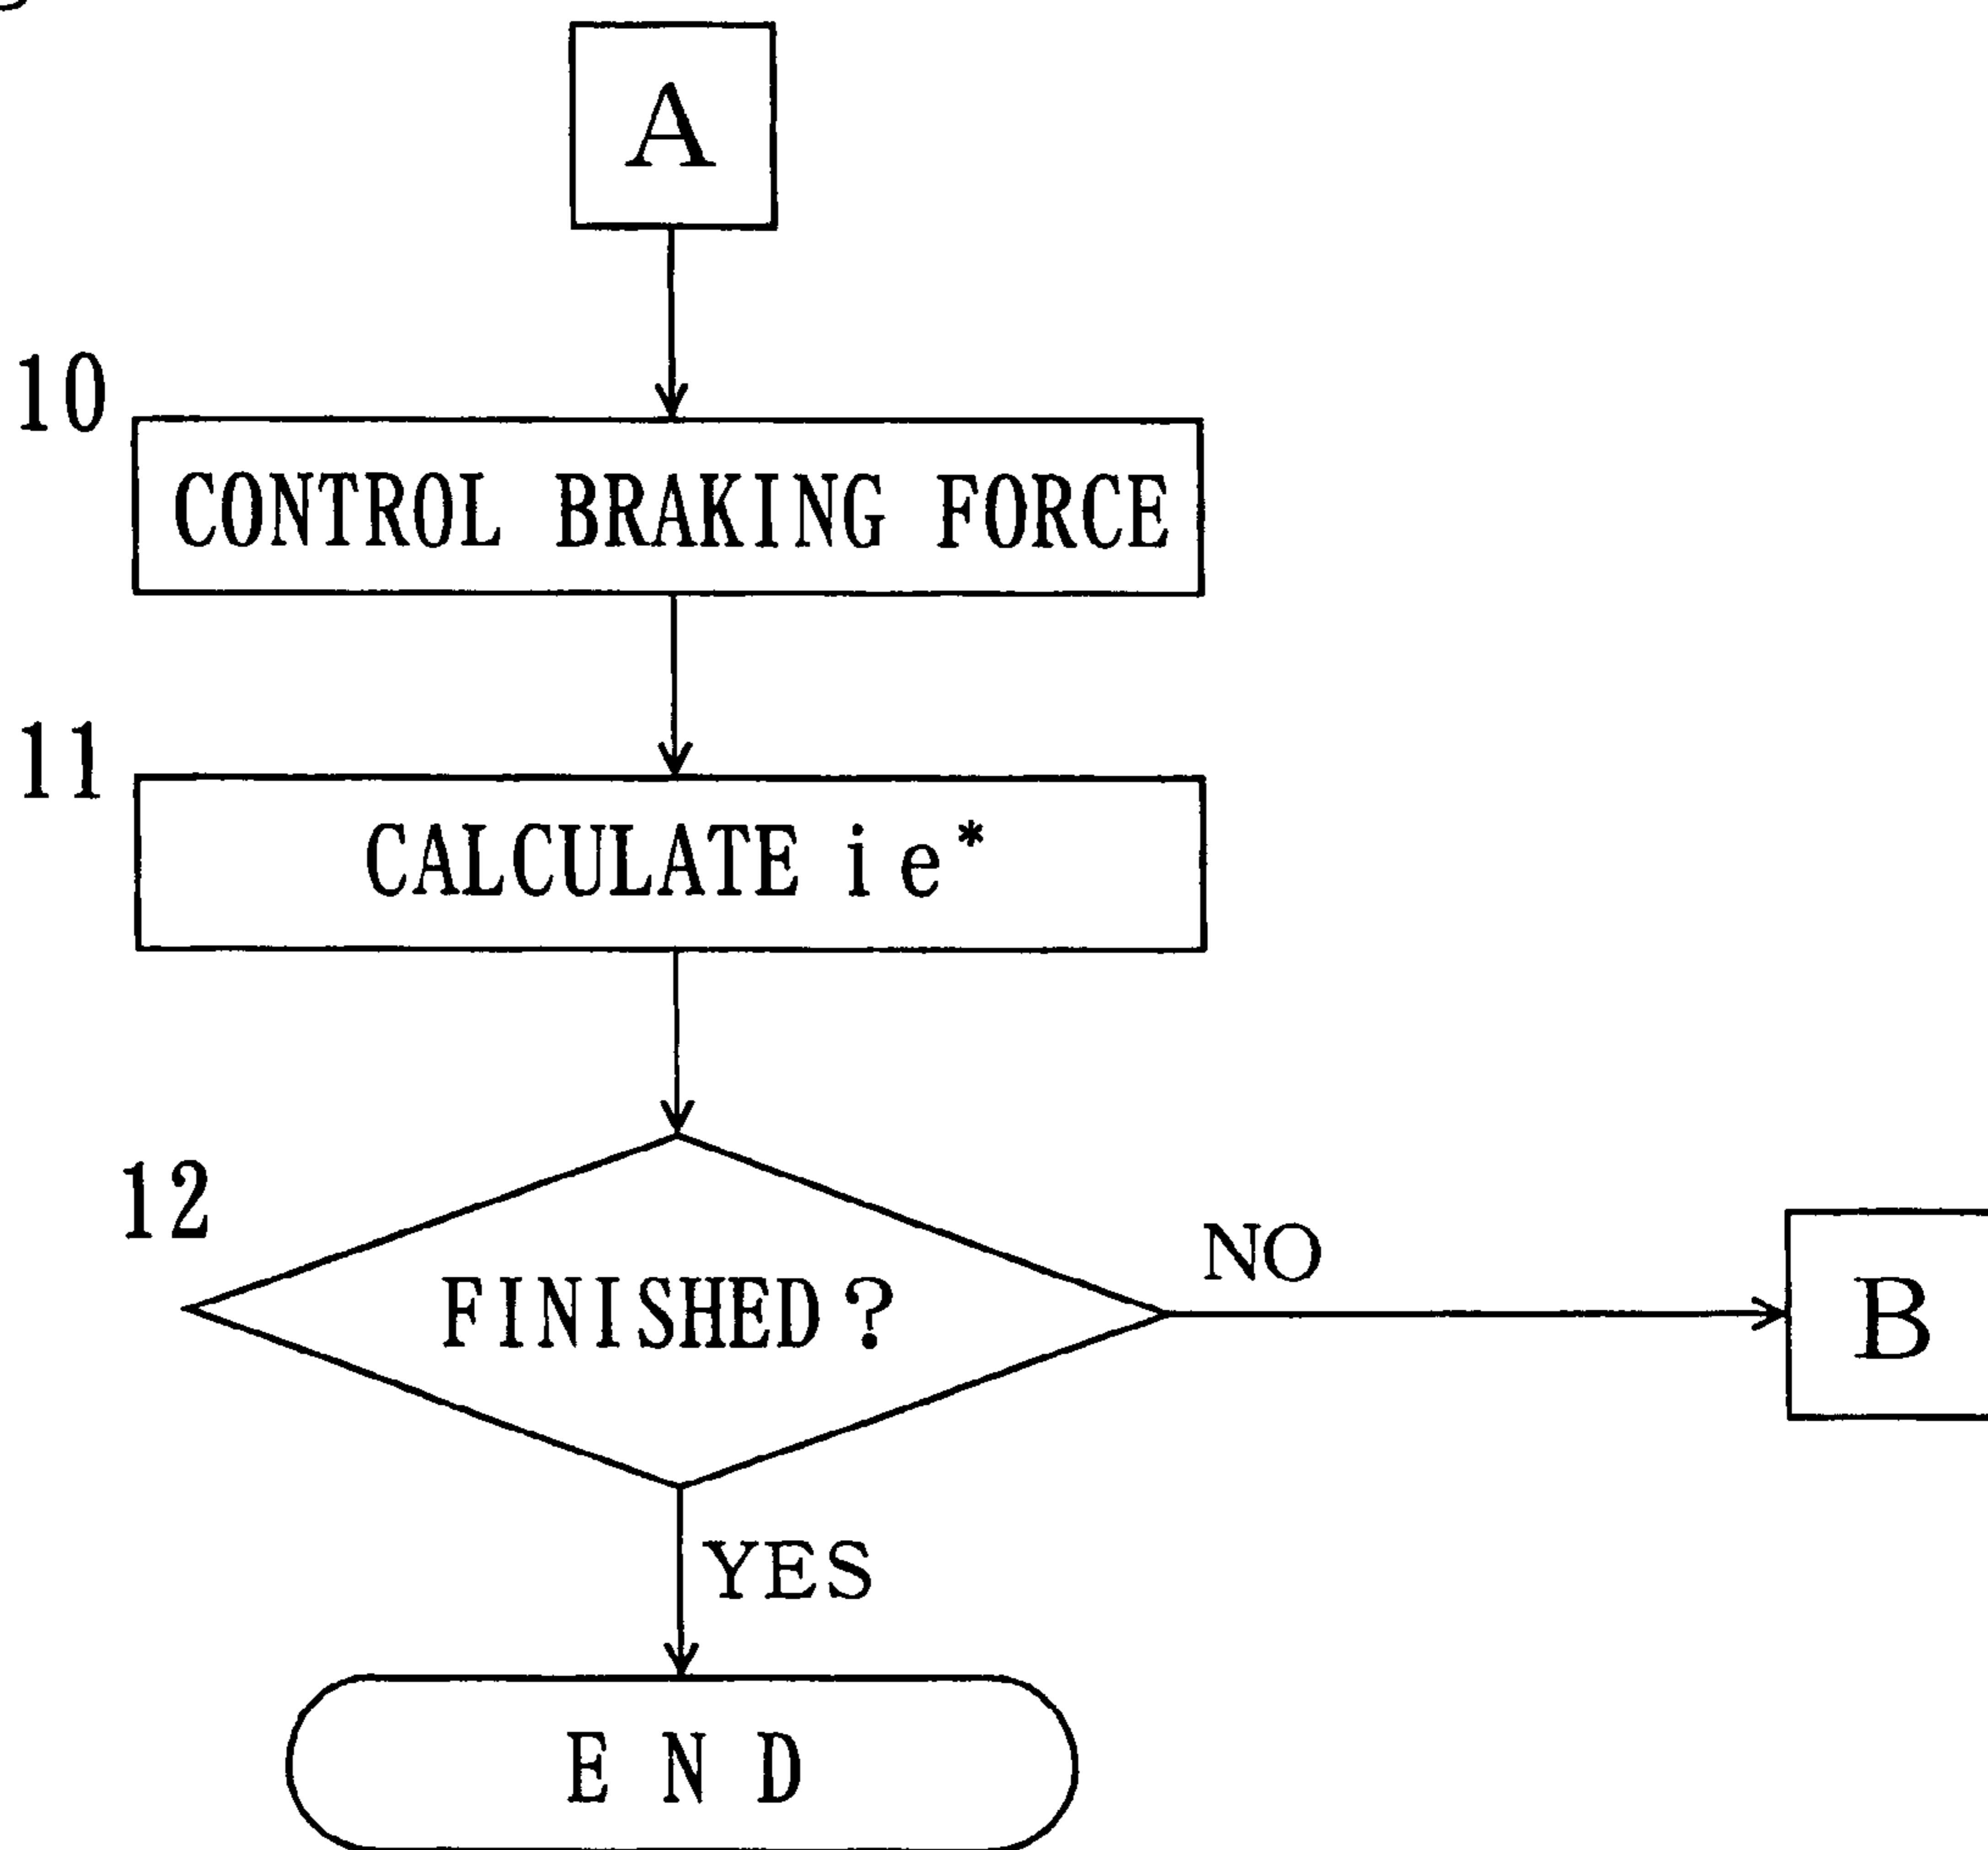 A
10
CONTROL BRAKING FORCE
11
CALCULATE ie*
12
FINISHED?
NO
B
YES
END